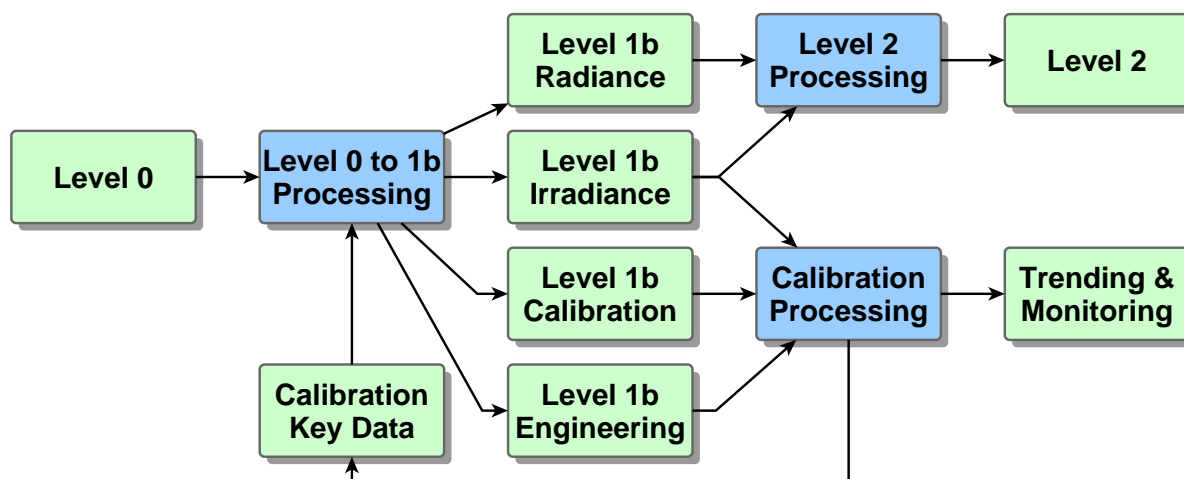 Level 1b
Radiance
Level 2
Processing
Level 2
Level 0
Level 0 to 1b
Processing
Level 1b
Irradiance
Level 1b
Calibration
Calibration
Processing
Trending &
Monitoring
Calibration
Key Data
Level 1b
Engineering